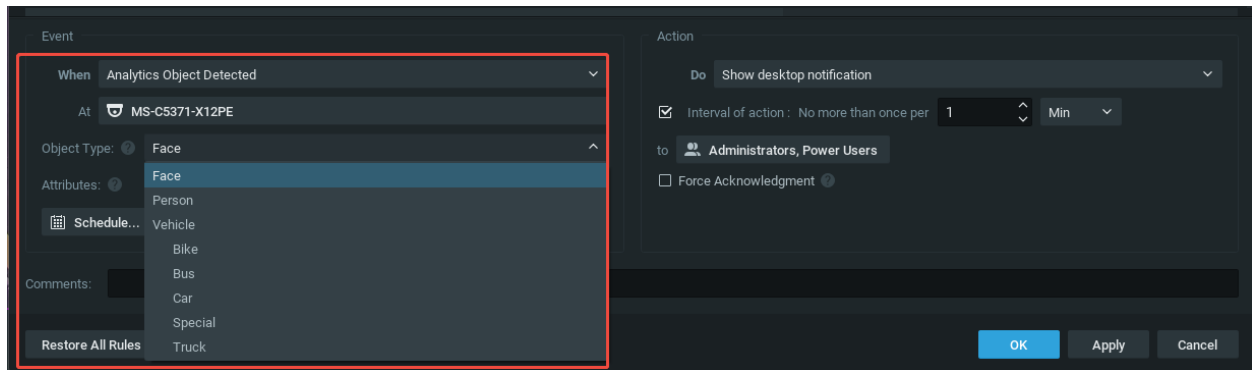 Event
When Analytics Object Detected
At MS-C5371-X12PE
Object Type: ? Face
Face
Attributes: ?
Person
Schedule... Vehicle
Bike
Bus
Comments:
Car
Special
Restore All Rules Truck
Action
Do Show desktop notification
Interval of action : No more than once per 1 Min
to Administrators, Power Users
Force Acknowledgment ?
OK Apply Cancel